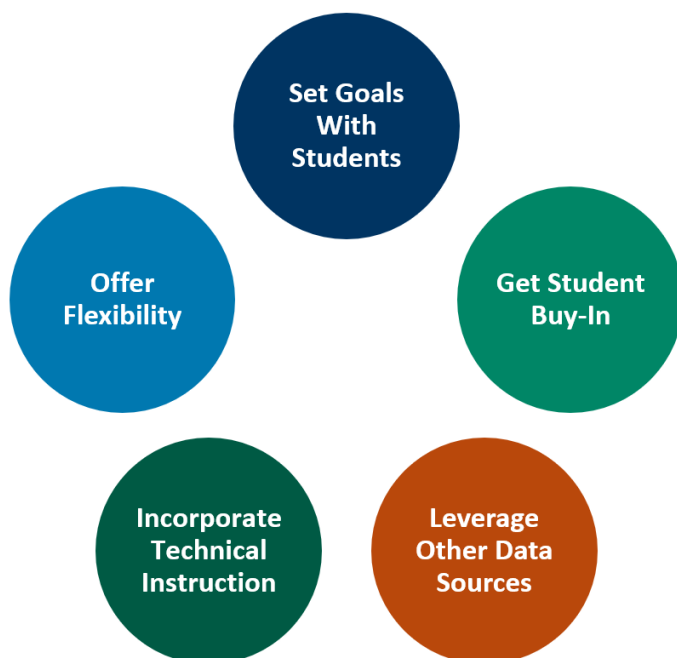 Set Goals
With
Students
Offer
Flexibility
Get Student
Buy-In
Incorporate
Technical
Instruction
Leverage
Other Data
Sources